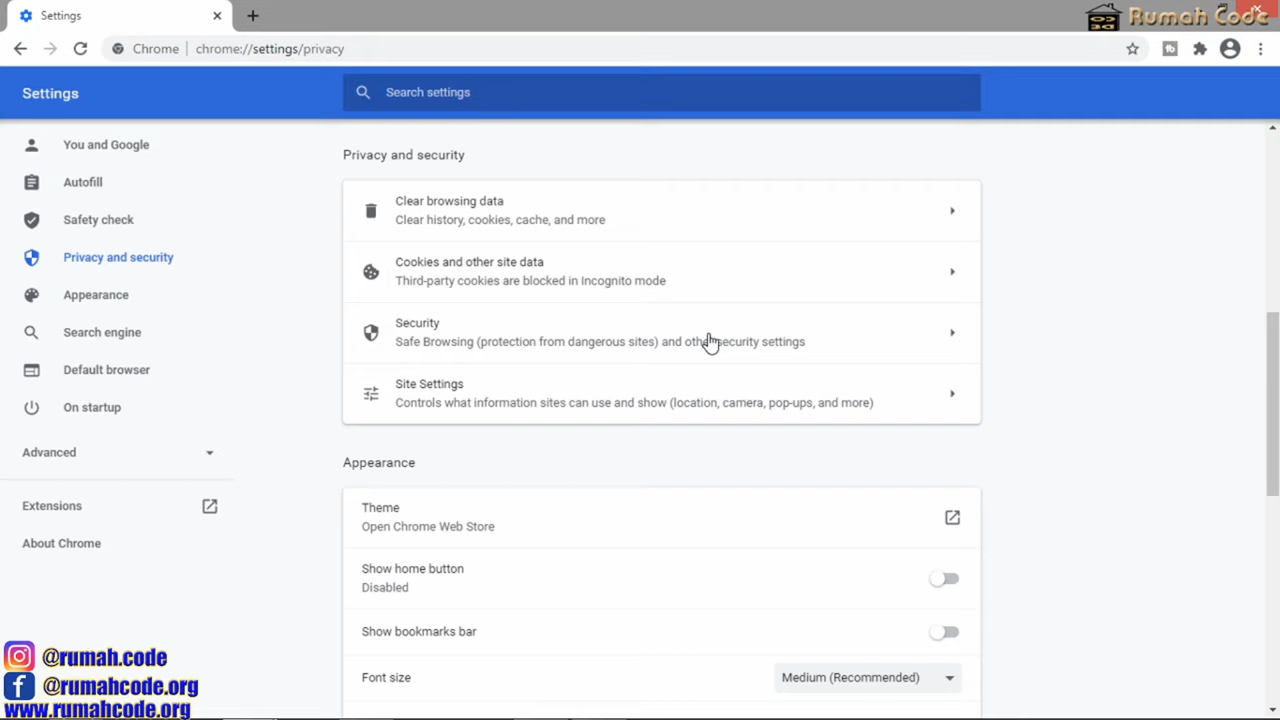 Settings
Rumah Code
Chrome
chrome://settings/privacy
Settings
Search settings
You and Google
Autofill
Safety check
Privacy and security
Appearance
Search engine
Default browser
On startup
Advanced
Extensions
About Chrome
Privacy and security
Clear browsing data
Clear history, cookies, cache, and more
Cookies and other site data
Third-party cookies are blocked in Incognito mode
Security
Safe Browsing (protection from dangerous sites) and other security settings
Site Settings
Controls what information sites can use and show (location, camera, pop-ups, and more)
Appearance
Theme
Open Chrome Web Store
Show home button
Disabled
Show bookmarks bar
Font size
Medium (Recommended)
@rumah.code
@rumahcode.org
www.rumahcode.org